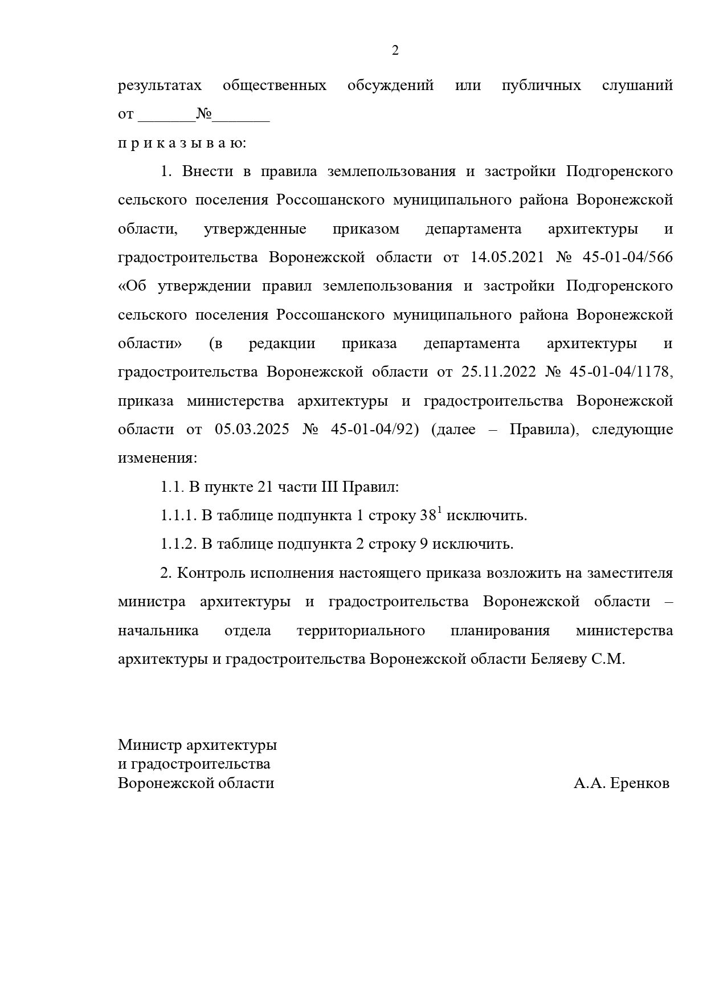 2
результатах общественных обсуждений или публичных слушаний
от _______№_______
п р и к а з ы в а ю:
1. Внести в правила землепользования и застройки Подгоренского
сельского поселения Россошанского муниципального района Воронежской
области, утвержденные приказом департамента архитектуры и
градостроительства Воронежской области от 14.05.2021 № 45-01-04/566
«Об утверждении правил землепользования и застройки Подгоренского
сельского поселения Россошанского муниципального района Воронежской
области» (в редакции приказа департамента архитектуры и
градостроительства Воронежской области от 25.11.2022 № 45-01-04/1178,
приказа министерства архитектуры и градостроительства Воронежской
области от 05.03.2025 № 45-01-04/92) (далее – Правила), следующие
изменения:
1.1. В пункте 21 части III Правил:
1.1.1. В таблице подпункта 1 строку 38¹ исключить.
1.1.2. В таблице подпункта 2 строку 9 исключить.
2. Контроль исполнения настоящего приказа возложить на заместителя
министра архитектуры и градостроительства Воронежской области –
начальника отдела территориального планирования министерства
архитектуры и градостроительства Воронежской области Беляеву С.М.
Министр архитектуры
и градостроительства
Воронежской области А.А. Еренков